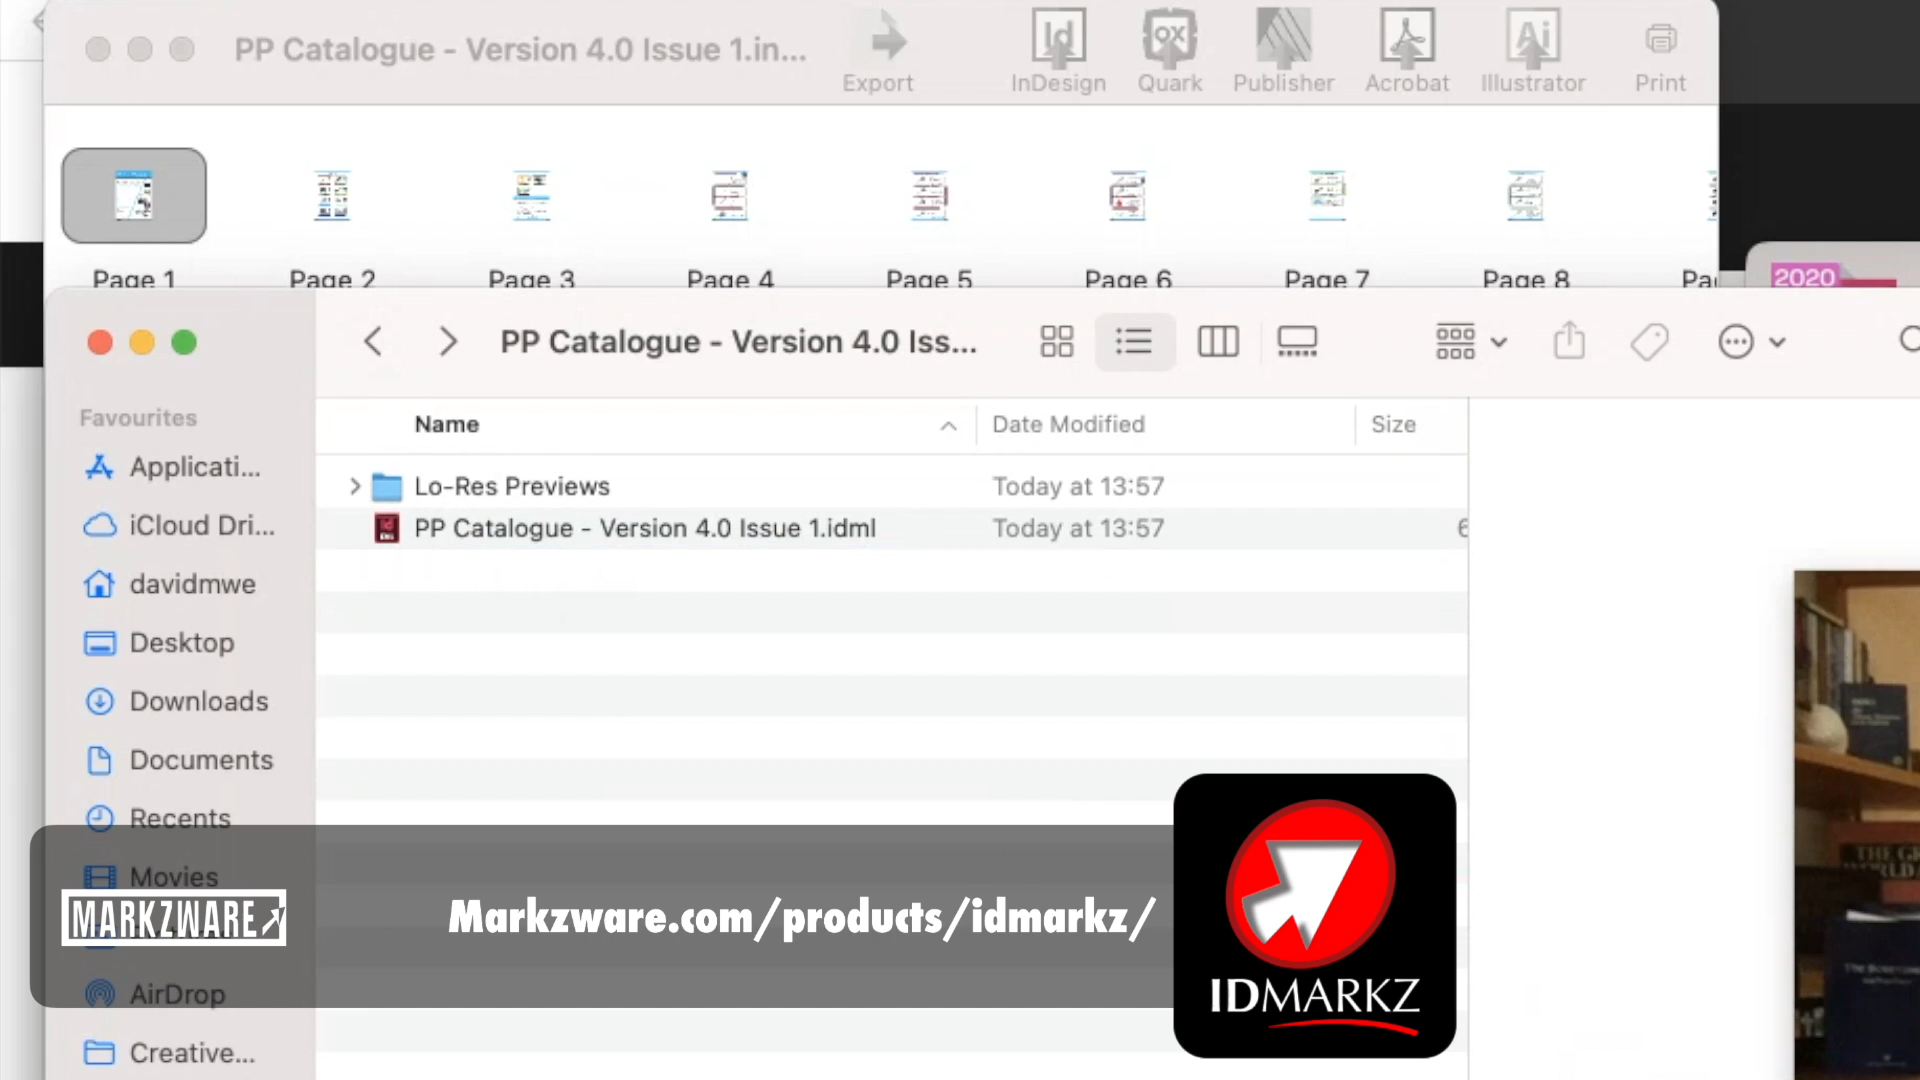 PP Catalogue - Version 4.0 Issue 1.in...
Export
InDesign
Quark
Publisher
Acrobat
Illustrator
Print
Page 1
Page 2
Page 3
Page 4
Page 5
Page 6
Page 7
Page 8
2020
PP Catalogue - Version 4.0 Iss...
Favourites
Applicati...
iCloud Dri...
davidmwe
Desktop
Downloads
Documents
Recents
Movies
AirDrop
Creative...
Name
Date Modified
Size
Lo-Res Previews
Today at 13:57
PP Catalogue - Version 4.0 Issue 1.idml
Today at 13:57
MARKZWARE
Markzware.com/products/idmarkz/
IDMARKZ